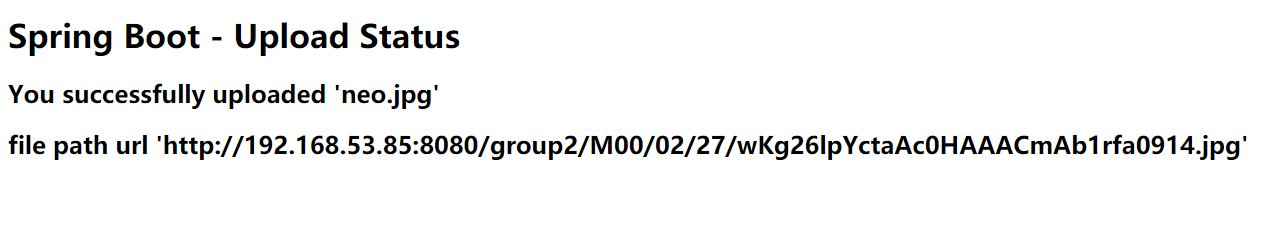 Spring Boot - Upload Status
You successfully uploaded 'neo.jpg'
file path url 'http://192.168.53.85:8080/group2/M00/02/27/wKg26lpYctaAc0HAAACmAb1rfa0914.jpg'